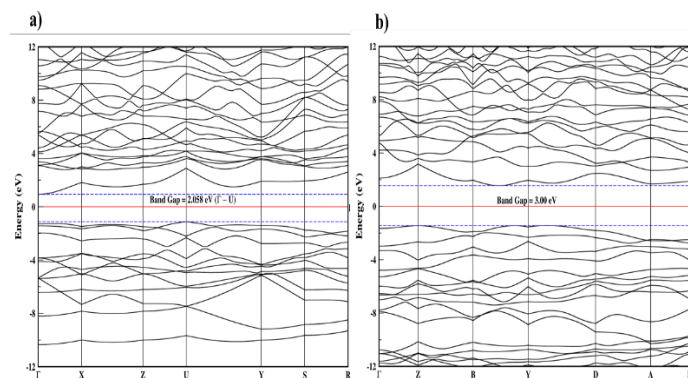 a)
12
8
4
0
-4
-8
-12
Energy (eV)
Band Gap = 2.058 eV (Γ – U)
Γ X Z U Y S R
b)
12
8
4
0
-4
-8
-12
Energy (eV)
Band Gap = 3.00 eV
Γ Z B Y D A